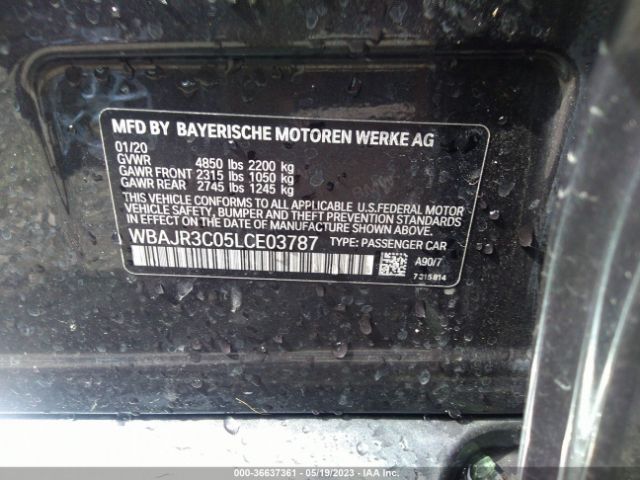 MFD BY BAYERISCHE MOTOREN WERKE AG
01/20
GVWR 4850 lbs 2200 kg
GAWR FRONT 2315 lbs 1050 kg
GAWR REAR 2745 lbs 1245 kg
THIS VEHICLE CONFORMS TO ALL APPLICABLE U.S.FEDERAL MOTOR
VEHICLE SAFETY, BUMPER AND THEFT PREVENTION STANDARDS
IN EFFECT ON THE DATE OF MANUFACTURE SHOWN ABOVE.
WBAJR3C05LCE03787 TYPE: PASSENGER CAR
A90/7
7 315 814
000-36637361 - 05/19/2023 - IAA Inc.